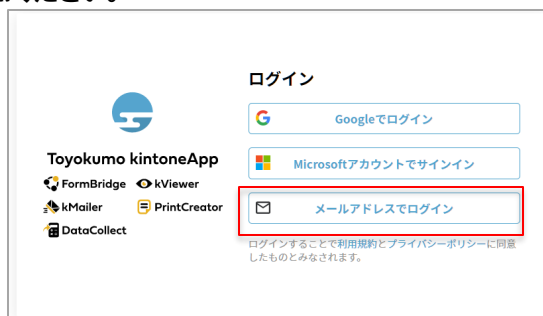 ください。
ログイン
Googleでログイン
Toyokumo kintoneApp
Microsoftアカウントでサインイン
FormBridge kViewer
kMailer PrintCreator
メールアドレスでログイン
DataCollect
ログインすることで利用規約とプライバシーポリシーに同意
したものとみなされます。